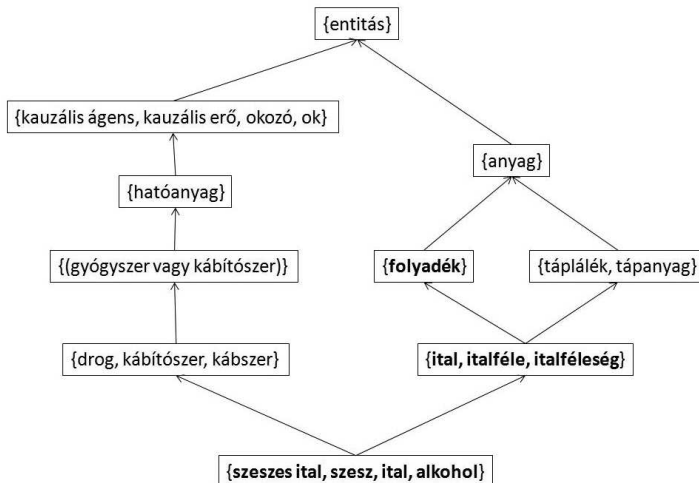 {entitás}
{kauzális ágens, kauzális erő, okozó, ok}
{anyag}
{hatóanyag}
{(gyógyszer vagy kábítószer)}
{folyadék}
{táplálék, tápanyag}
{drog, kábítószer, kábszer}
{ital, italféle, italféleség}
{szeszes ital, szesz, ital, alkohol}